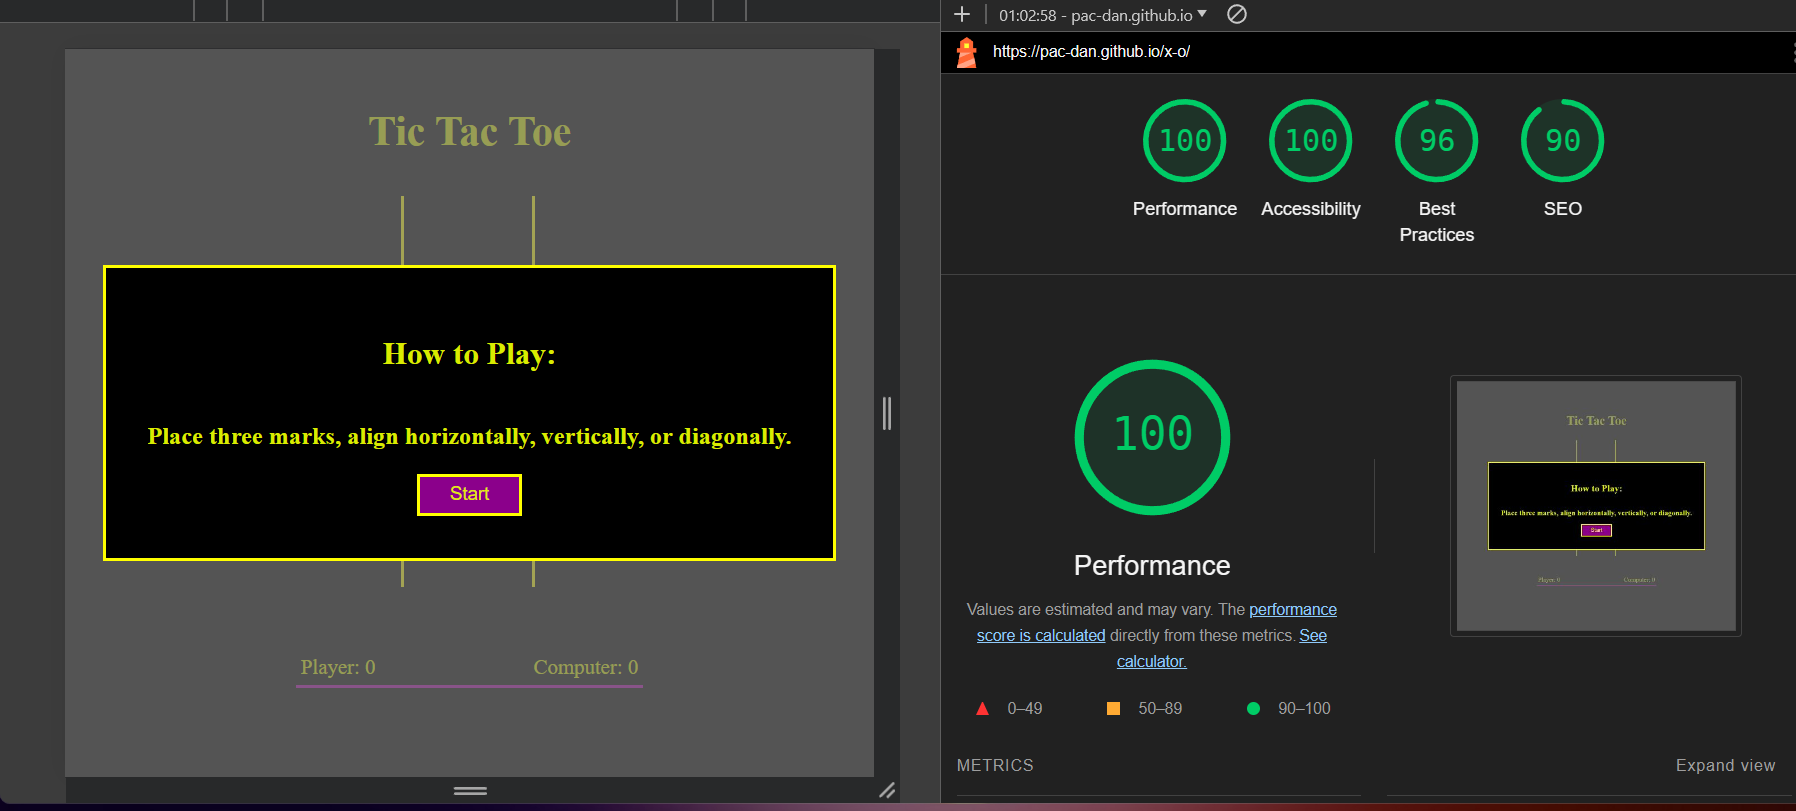 01:02:58 - pac-dan.github.io
https://pac-dan.github.io/x-o/
Tic Tac Toe
How to Play:
Place three marks, align horizontally, vertically, or diagonally.
Start
Player: 0
Computer: 0
100
Performance
100
Accessibility
96
Best
Practices
90
SEO
100
Performance
Values are estimated and may vary. The performance
score is calculated directly from these metrics. See
calculator.
0–49
50–89
90–100
Tic Tac Toe
How to Play:
Place three marks, align horizontally, vertically, or diagonally.
Start
Player: 0
Computer: 0
METRICS
Expand view